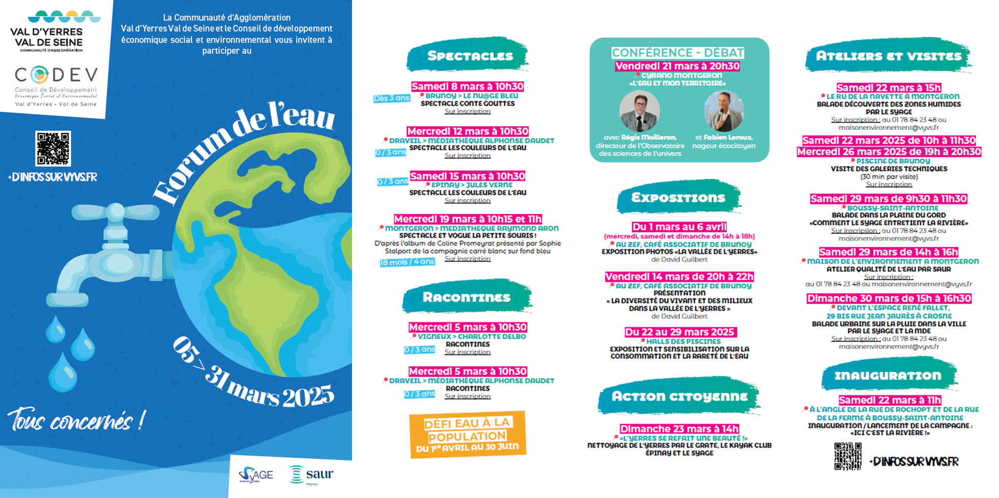 VAL D'YERRES
VAL DE SEINE
COMMUNAUTÉ D'AGGLOMÉRATION
CODEV
Conseil de Développement
Économique Social et Environnemental
Val d'Yerres – Val de Seine
La Communauté d'Agglomération
Val d'Yerres Val de Seine et le Conseil de développement
économique social et environnemental vous invitent à
participer au
+D'INFOS SUR VYVS.FR
Forum de l'eau
05 > 31 mars 2025
Tous concernés !
SyAGE
saur
France
SPECTACLES
Samedi 8 mars à 10h30
Dès 3 ans
BRUNOY > LE NU@GE BLEU
SPECTACLE CONTE GOUTTES
Sur inscription
Mercredi 12 mars à 10h30
DRAVEIL > MÉDIATHÈQUE ALPHONSE DAUDET
0 / 3 ans
SPECTACLE LES COULEURS DE L'EAU
Sur inscription
0 / 3 ans
Samedi 15 mars à 10h30
EPINAY > JULES VERNE
SPECTACLE LES COULEURS DE L'EAU
Sur inscription
Mercredi 19 mars à 10h15 et 11h
MONTGERON > MEDIATHEQUE RAYMOND ARON
SPECTACLE ET VOGUE LA PETITE SOURIS !
D'après l'album de Coline Promeyrat présenté par Sophie
Stalport de la compagnie carré blanc sur fond bleu
18 mois / 4 ans
Sur inscription
RACONTINES
Mercredi 5 mars à 10h30
VIGNEUX > CHARLOTTE DELBO
RACONTINES
0 / 3 ans
Sur inscription
Mercredi 5 mars à 10h30
DRAVEIL > MÉDIATHÈQUE ALPHONSE DAUDET
RACONTINES
0 / 3 ans
Sur inscription
DÉFI EAU À LA
POPULATION
DU 1ER AVRIL AU 30 JUIN
CONFÉRENCE - DÉBAT
Vendredi 21 mars à 20h30
CYRANO MONTGERON
«L'EAU ET MON TERRITOIRE»
avec Régis Moilleron,
directeur de l'Observatoire
des sciences de l'univers
et Fabien Leroux,
nageur écocitoyen
EXPOSITIONS
Du 1 mars au 6 avril
(mercredi, samedi et dimanche de 14h à 18h)
AU ZEF, CAFÉ ASSOCIATIF DE BRUNOY
EXPOSITION PHOTOS «LA VALLÉE DE L'YERRES»
de David Guilbert
Vendredi 14 mars de 20h à 22h
AU ZEF, CAFÉ ASSOCIATIF DE BRUNOY
PRÉSENTATION
« LA DIVERSITÉ DU VIVANT ET DES MILIEUX
DANS LA VALLÉE DE L'YERRES »
de David Guilbert
Du 22 au 29 mars 2025
HALLS DES PISCINES
EXPOSITION ET SENSIBILISATION SUR LA
CONSOMMATION ET LA RARETÉ DE L'EAU
ACTION CITOYENNE
Dimanche 23 mars à 14h
«L'YERRES SE REFAIT UNE BEAUTÉ !»
NETTOYAGE DE L'YERRES PAR LE GRATE, LE KAYAK CLUB
ÉPINAY ET LE SYAGE
ATELIERS ET VISITES
Samedi 22 mars à 15h
LE RU DE LA NAVETTE À MONTGERON
BALADE DÉCOUVERTE DES ZONES HUMIDES
PAR LE SYAGE
Sur inscription : au 01 78 84 23 48 ou
maisonenvironnement@vyvs.fr
Samedi 22 mars 2025 de 10h à 11h30
Mercredi 26 mars 2025 de 19h à 20h30
PISCINE DE BRUNOY
VISITE DES GALERIES TECHNIQUES
(30 min par visite)
Sur inscription
Samedi 29 mars de 9h30 à 11h30
BOUSSY-SAINT-ANTOINE
BALADE DANS LA PLAINE DU GORD
«COMMENT LE SYAGE ENTRETIENT LA RIVIÈRE»
Sur inscription : au 01 78 84 23 48 ou
maisonenvironnement@vyvs.fr
Samedi 29 mars de 14h à 16h
MAISON DE L'ENVIRONNEMENT A MONTGERON
ATELIER QUALITÉ DE L'EAU PAR SAUR
Sur inscription :
au 01 78 84 23 48 ou maisonenvironnement@vyvs.fr
Dimanche 30 mars de 15h à 16h30
DEVANT L'ESPACE RENÉ FALLET,
29 BIS RUE JEAN JAURÈS À CROSNE
BALADE URBAINE SUR LA PLUIE DANS LA VILLE
PAR LE SYAGE ET LA MDE
Sur inscription : au 01 78 84 23 48 ou
maisonenvironnement@vyvs.fr
INAUGURATION
Samedi 22 mars à 11h
À L'ANGLE DE LA RUE DE ROCHOPT ET DE LA RUE
DE LA FERME À BOUSSY-SAINT-ANTOINE
INAUGURATION / LANCEMENT DE LA CAMPAGNE :
«ICI C'EST LA RIVIÈRE !»
+D'INFOS SUR VYVS.FR